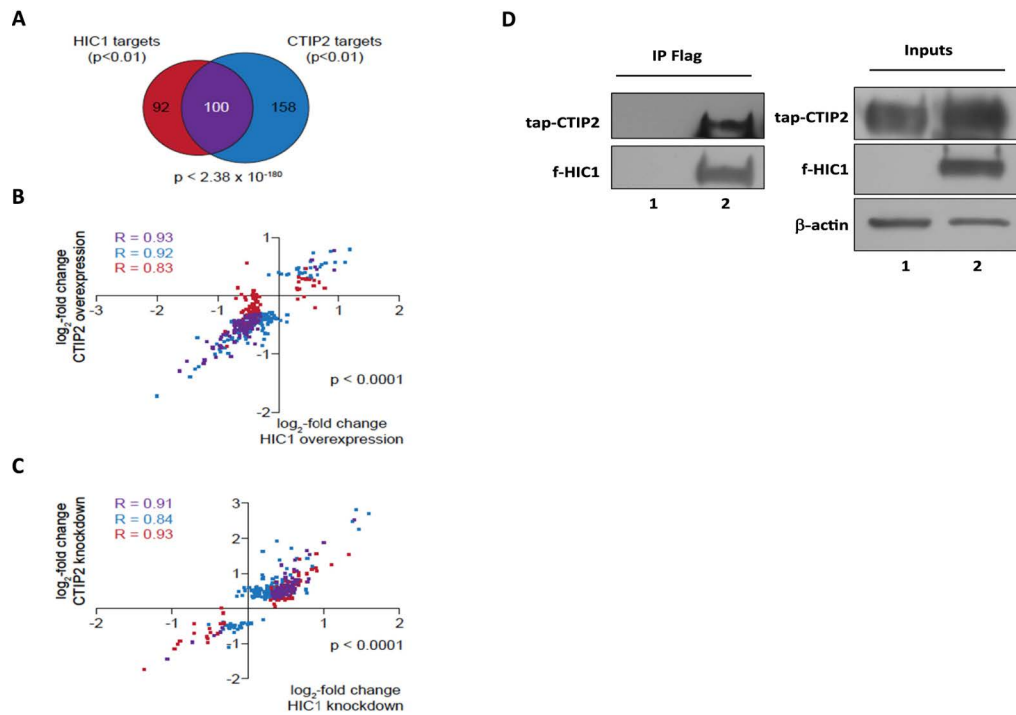 A
HIC1 targets
(p<0.01)
CTIP2 targets
(p<0.01)
92
100
158
p < 2.38 x 10⁻¹⁸⁰
B
R = 0.93
R = 0.92
R = 0.83
log₂-fold change
CTIP2 overexpression
1
-3
-2
-1
0
1
2
-1
-2
p < 0.0001
log₂-fold change
HIC1 overexpression
C
R = 0.91
R = 0.84
R = 0.93
log₂-fold change
CTIP2 knockdown
3
2
1
-2
-1
0
1
2
-1
-2
p < 0.0001
log₂-fold change
HIC1 knockdown
D
IP Flag
tap-CTIP2
f-HIC1
1
2
Inputs
tap-CTIP2
f-HIC1
β-actin
1
2